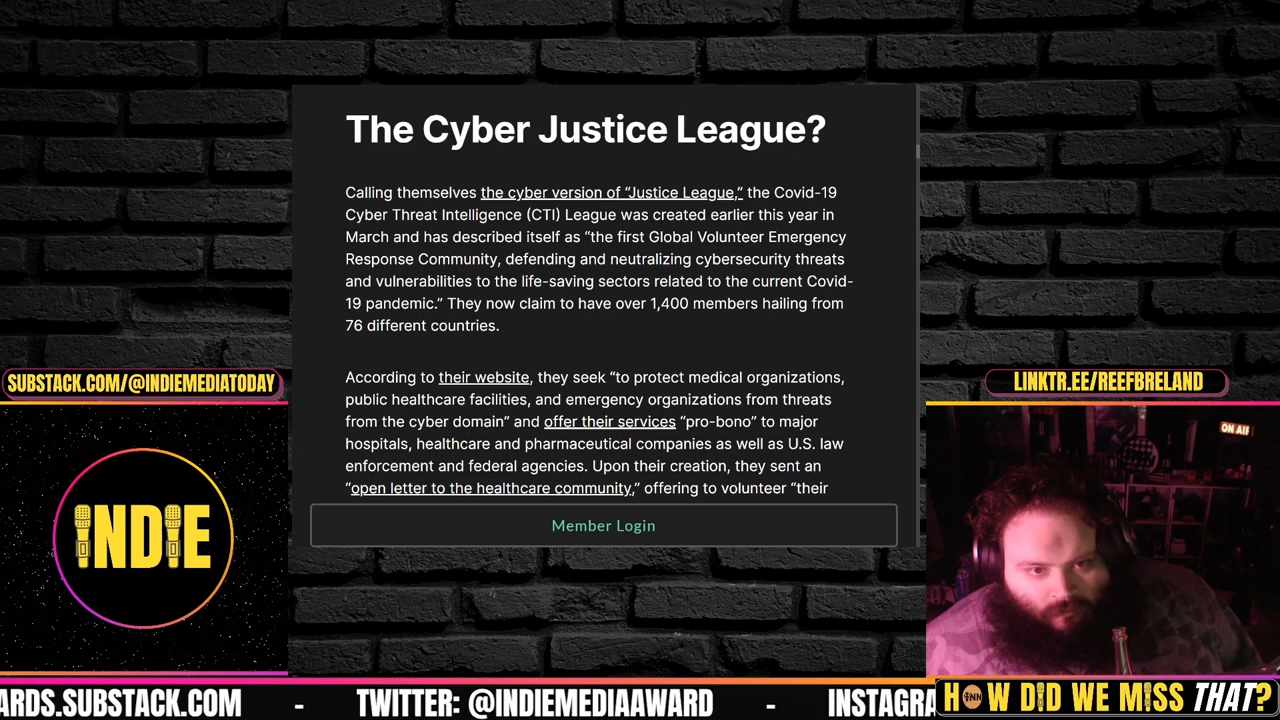 The Cyber Justice League?
Calling themselves the cyber version of “Justice League,” the Covid-19
Cyber Threat Intelligence (CTI) League was created earlier this year in
March and has described itself as “the first Global Volunteer Emergency
Response Community, defending and neutralizing cybersecurity threats
and vulnerabilities to the life-saving sectors related to the current Covid-
19 pandemic.” They now claim to have over 1,400 members hailing from
76 different countries.
According to their website, they seek “to protect medical organizations,
public healthcare facilities, and emergency organizations from threats
from the cyber domain” and offer their services “pro-bono” to major
hospitals, healthcare and pharmaceutical companies as well as U.S. law
enforcement and federal agencies. Upon their creation, they sent an
“open letter to the healthcare community,” offering to volunteer “their
Member Login
SUBSTACK.COM/@INDIEMEDIATODAY
INDIE
LINKTR.EE/REEFBRELAND
ON AIR
ARDS.SUBSTACK.COM - TWITTER: @INDIEMEDIAAWARD - INSTAGRA
HOW DID WE MISS THAT?
INN